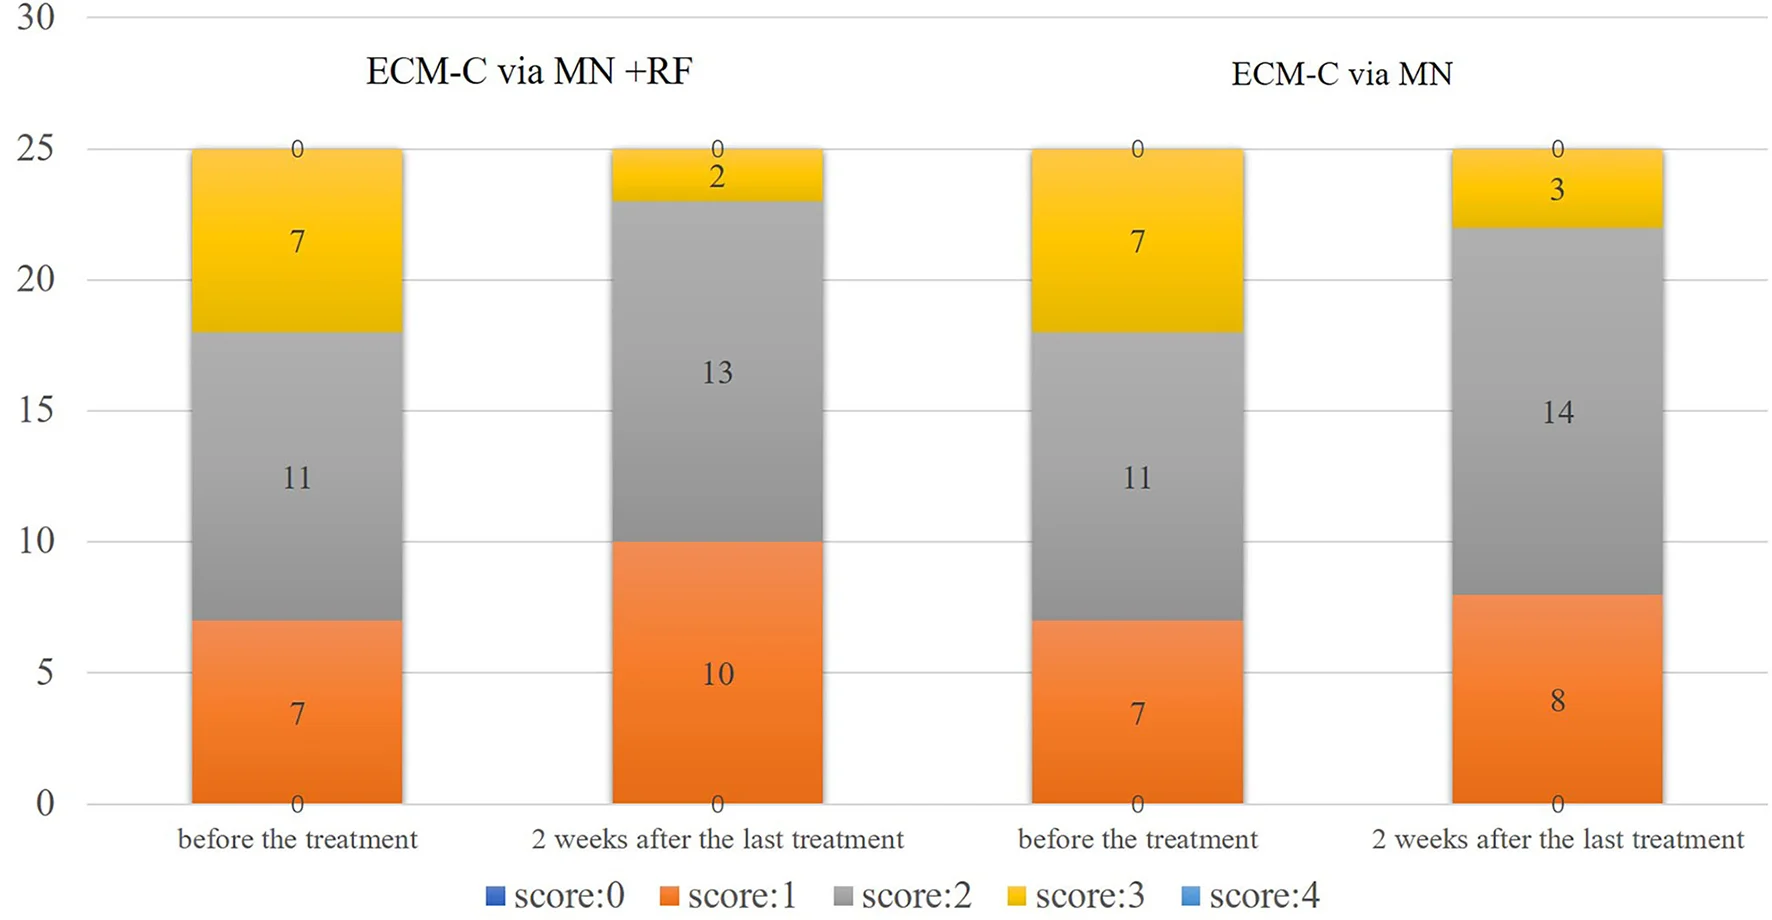 30
ECM-C via MN +RF
ECM-C via MN
25
0
0
0
0
2
3
7
7
20
13
15
14
11
11
10
10
8
5
7
7
0
0
0
0
0
before the treatment
2 weeks after the last treatment
before the treatment
2 weeks after the last treatment
score:0
score:1
score:2
score:3
score:4